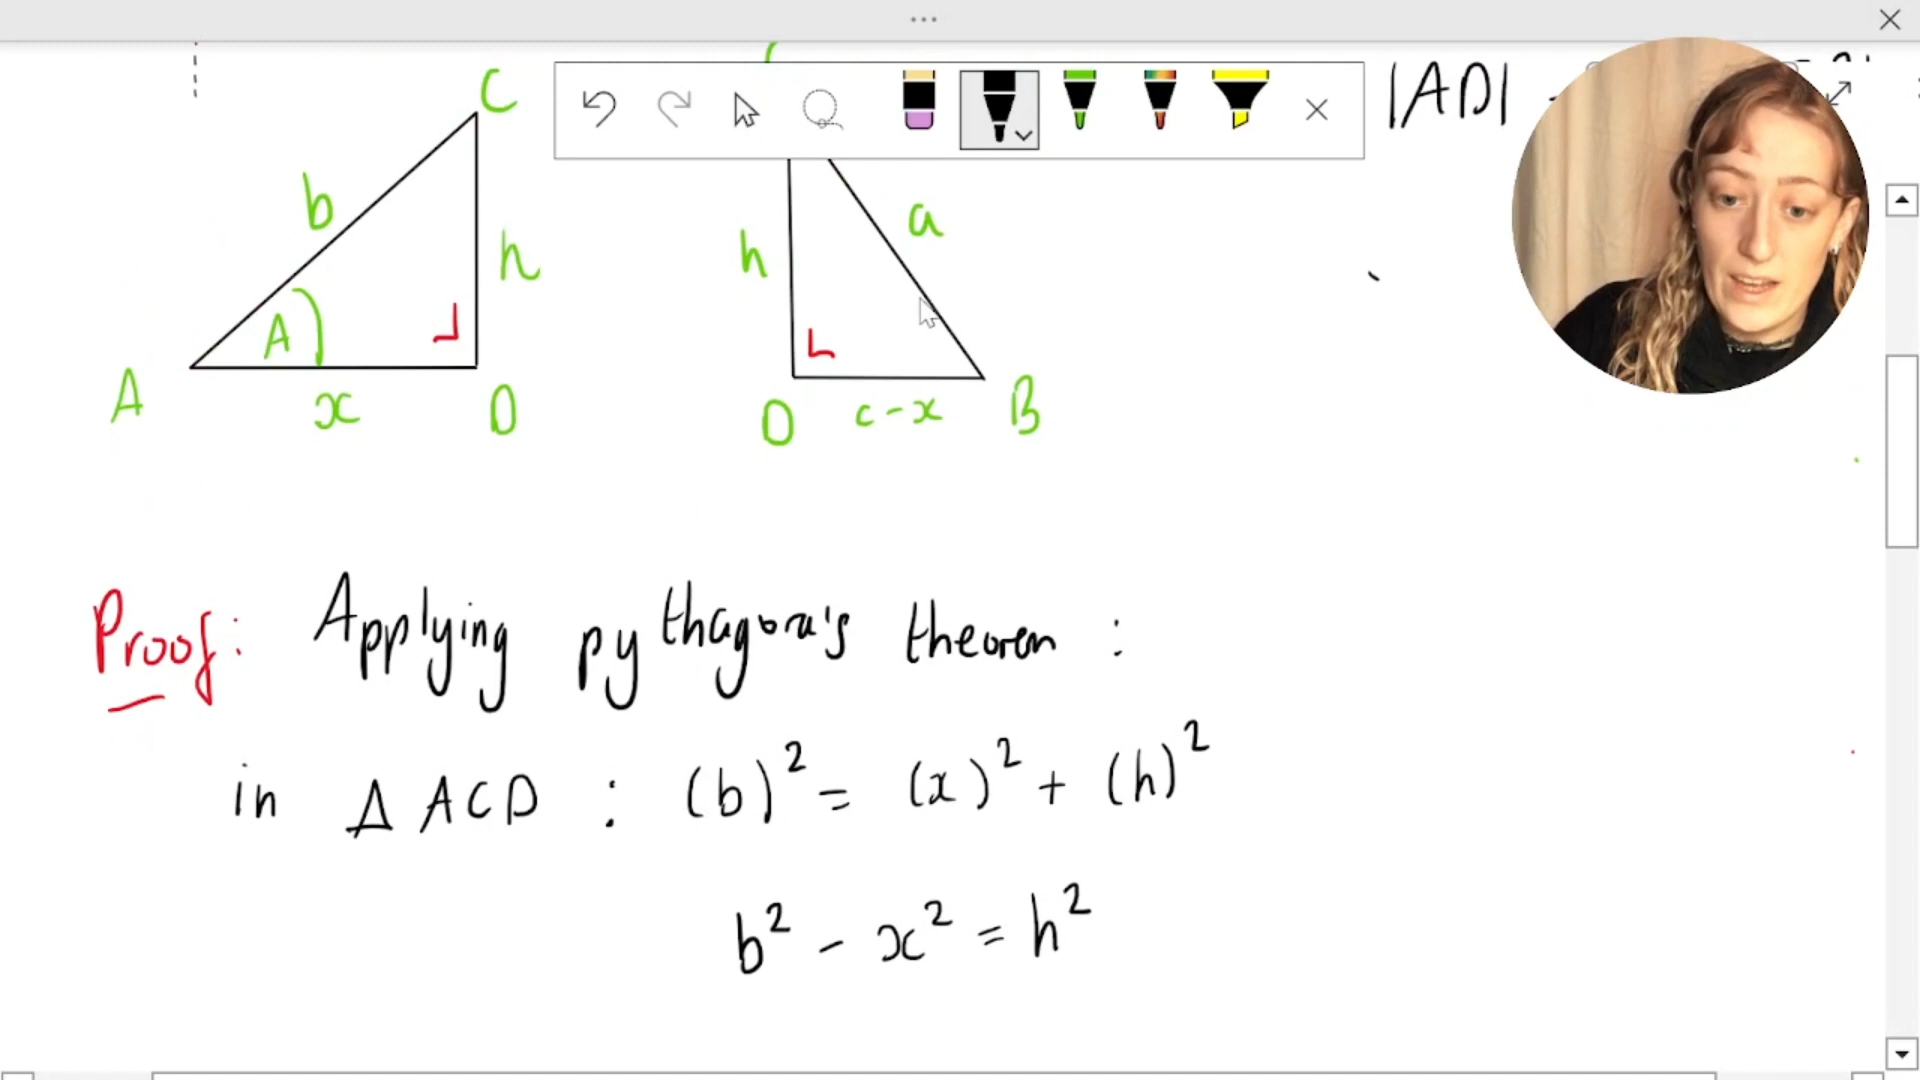 C
|AD|
b
h
h
a
A
A
x
D
D
c-x
B
Proof: Applying pythagora's theorem :
in Δ ACD : (b)² = (x)² + (h)²
b² - x² = h²